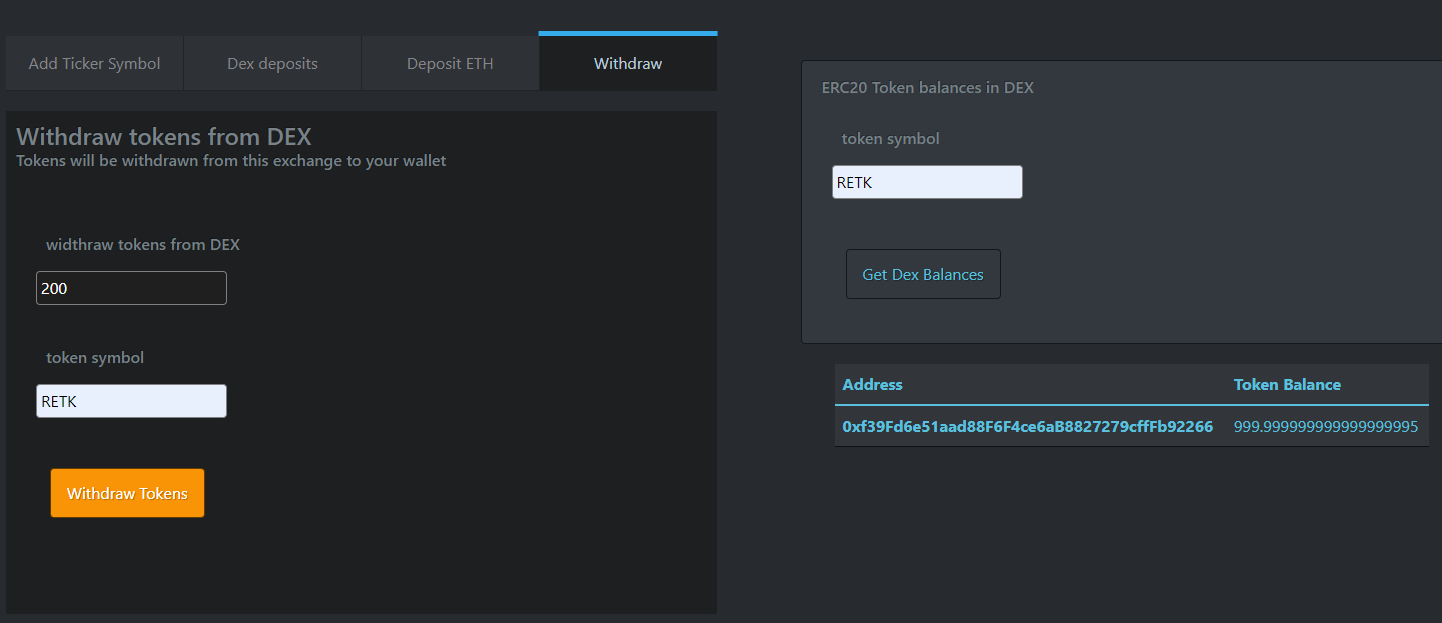 Add Ticker Symbol
Dex deposits
Deposit ETH
Withdraw
Withdraw tokens from DEX
Tokens will be withdrawn from this exchange to your wallet
widthraw tokens from DEX
200
token symbol
RETK
Withdraw Tokens
ERC20 Token balances in DEX
token symbol
RETK
Get Dex Balances
Address Token Balance
0xf39Fd6e51aad88F6F4ce6aB8827279cffFb92266 999.999999999999999995